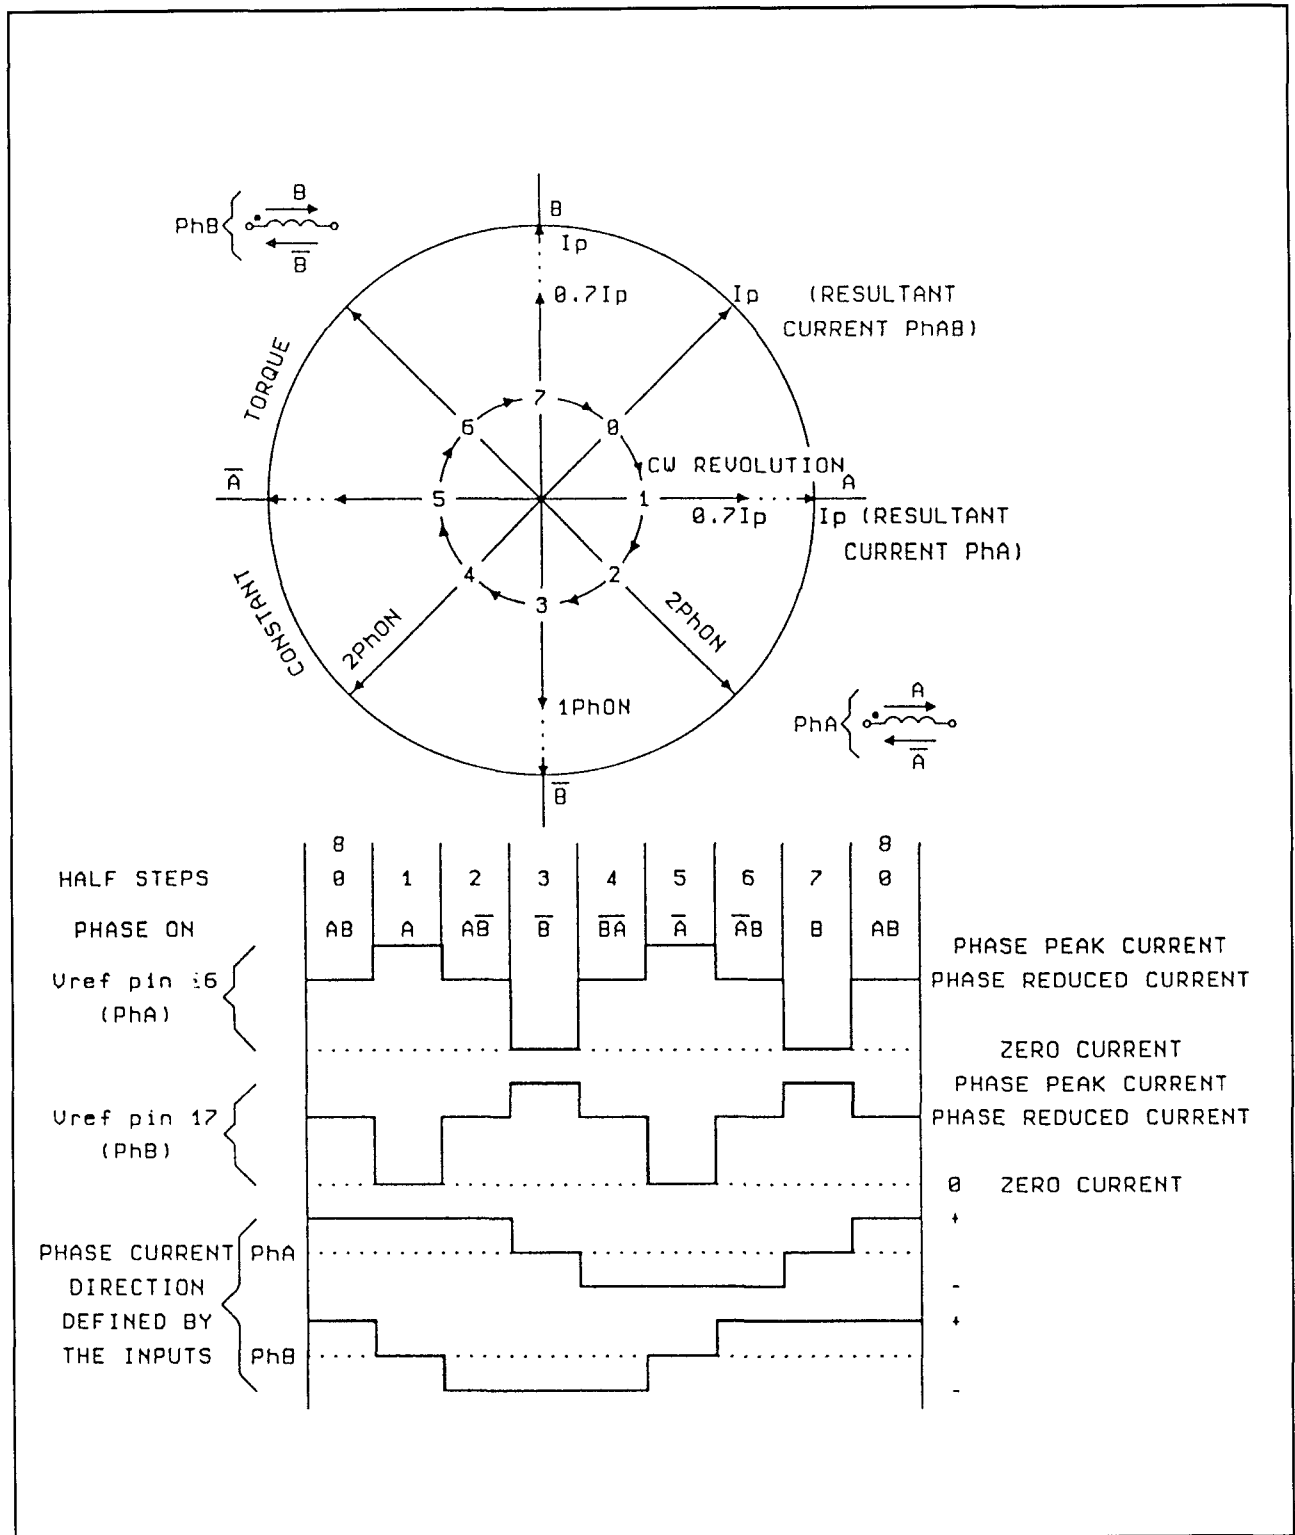 B
PhB
B̅
B
Ip
0.7Ip
Ip (RESULTANT
CURRENT PhAB)
TORQUE
7
6
0
CW REVOLUTION
A̅
5
1
A
0.7Ip
Ip (RESULTANT
CURRENT PhA)
4
2
3
CONSTANT
2PhON
2PhON
1PhON
A
PhA
A̅
B̅
8 8
HALF STEPS 0 1 2 3 4 5 6 7 0
PHASE ON AB A AB̅ B̅ B̅A̅ A̅ A̅B B AB
PHASE PEAK CURRENT
Vref pin 16 PHASE REDUCED CURRENT
(PhA)
ZERO CURRENT
PHASE PEAK CURRENT
Vref pin 17 PHASE REDUCED CURRENT
(PhB)
0 ZERO CURRENT
+
PHASE CURRENT PhA
DIRECTION -
DEFINED BY +
THE INPUTS PhB
-